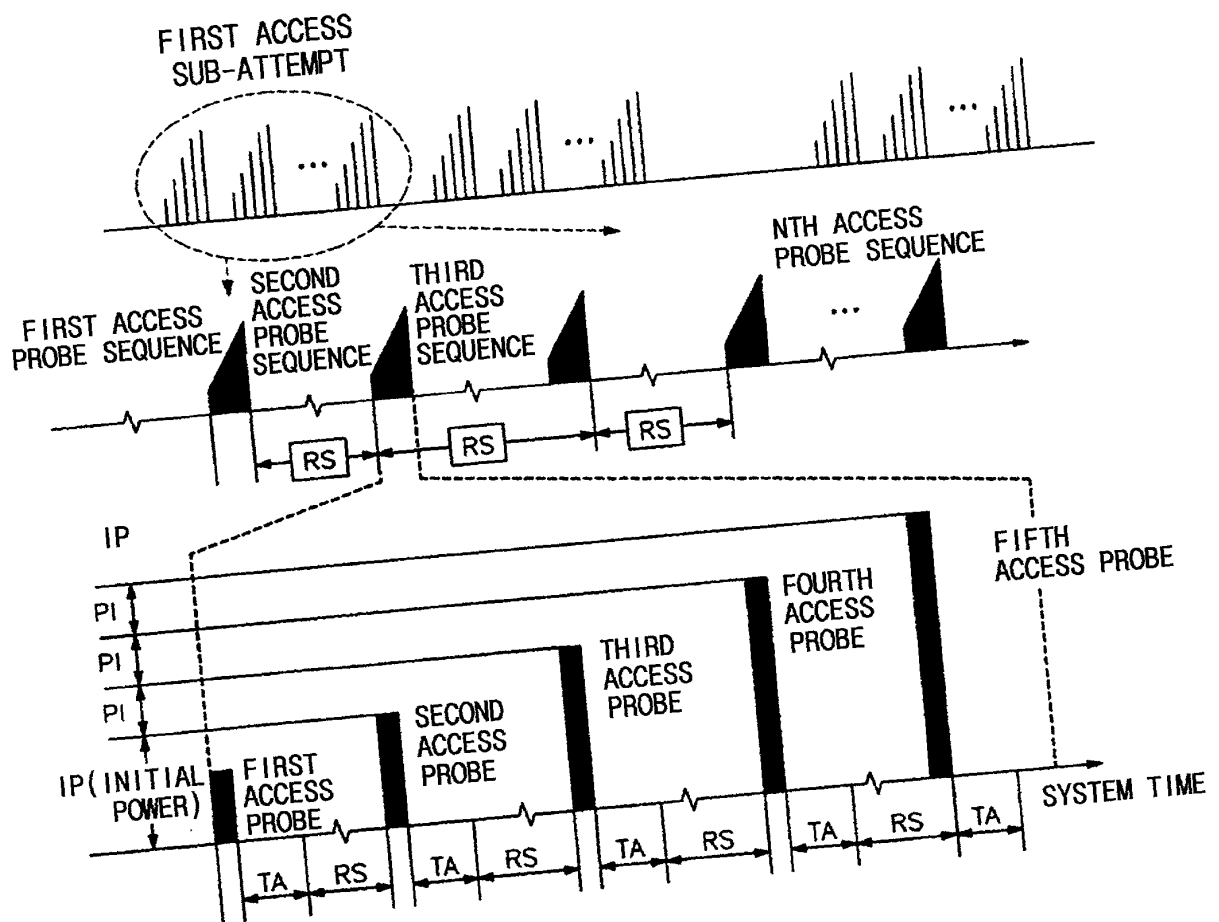 FIRST ACCESS
SUB-ATTEMPT
...
...
...
NTH ACCESS
PROBE SEQUENCE
FIRST ACCESS
PROBE SEQUENCE
SECOND
ACCESS
PROBE
SEQUENCE
THIRD
ACCESS
PROBE
SEQUENCE
...
RS
RS
RS
IP
PI
PI
PI
IP(INITIAL
POWER)
FIRST
ACCESS
PROBE
SECOND
ACCESS
PROBE
THIRD
ACCESS
PROBE
FOURTH
ACCESS
PROBE
FIFTH
ACCESS PROBE
SYSTEM TIME
TA
RS
TA
RS
TA
RS
TA
RS
TA